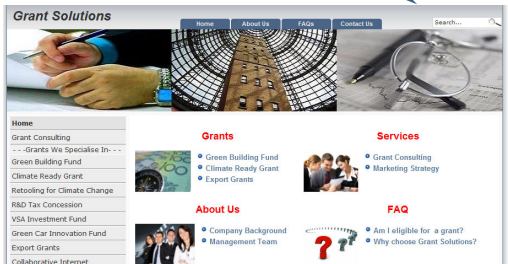 Grant Solutions
Home About Us FAQs Contact Us
Search...
Home
Grant Consulting
- - -Grants We Specialise In- - -
Green Building Fund
Climate Ready Grant
Retooling for Climate Change
R&D Tax Concession
VSA Investment Fund
Green Car Innovation Fund
Export Grants
Collaborative Internet
Grants
Green Building Fund
Climate Ready Grant
Export Grants
Services
Grant Consulting
Marketing Strategy
About Us
Company Background
Management Team
FAQ
Am I eligible for a grant?
Why choose Grant Solutions?